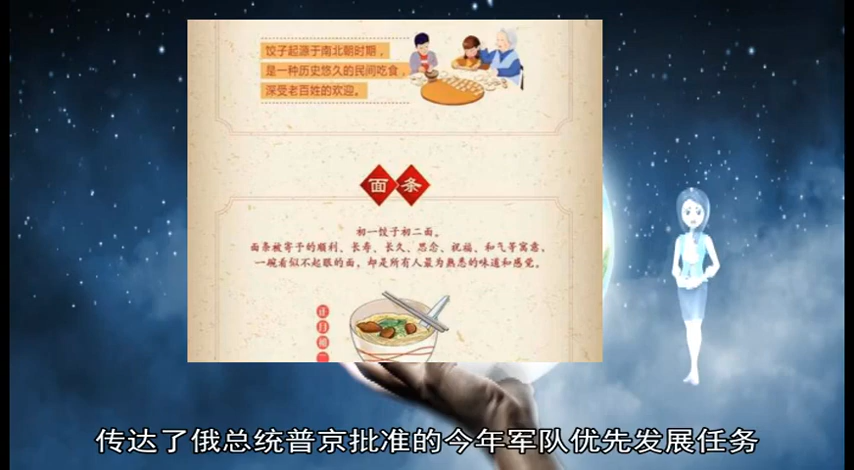 饺子起源于南北朝时期，
是一种历史悠久的民间吃食，
深受老百姓的欢迎。
面条
初一饺子初二面。
面条被寄予的顺利、长寿、长久、思念、祝福、和气等寓意。
一碗看似不起眼的面，却是所有人最为熟悉的味道和感觉。
正月初二
传达了俄总统普京批准的今年军队优先发展任务